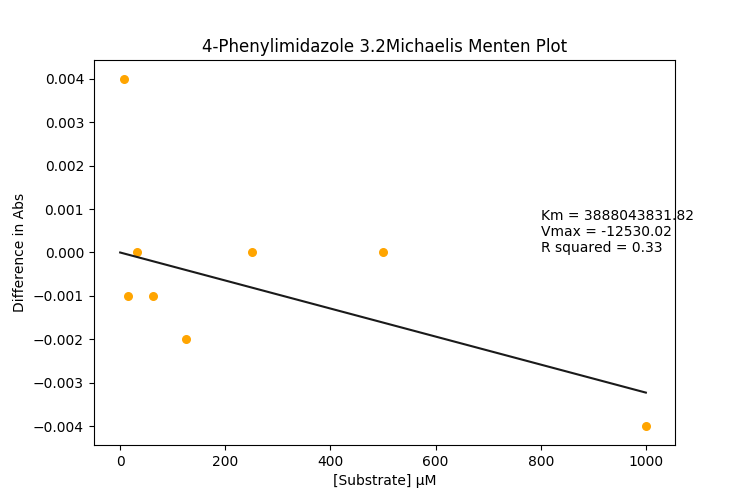 4-Phenylimidazole 3.2Michaelis Menten Plot
0.004
0.003
0.002
0.001
0.000
−0.001
−0.002
−0.003
−0.004
Difference in Abs
Km = 3888043831.82
Vmax = -12530.02
R squared = 0.33
0 200 400 600 800 1000
[Substrate] μM